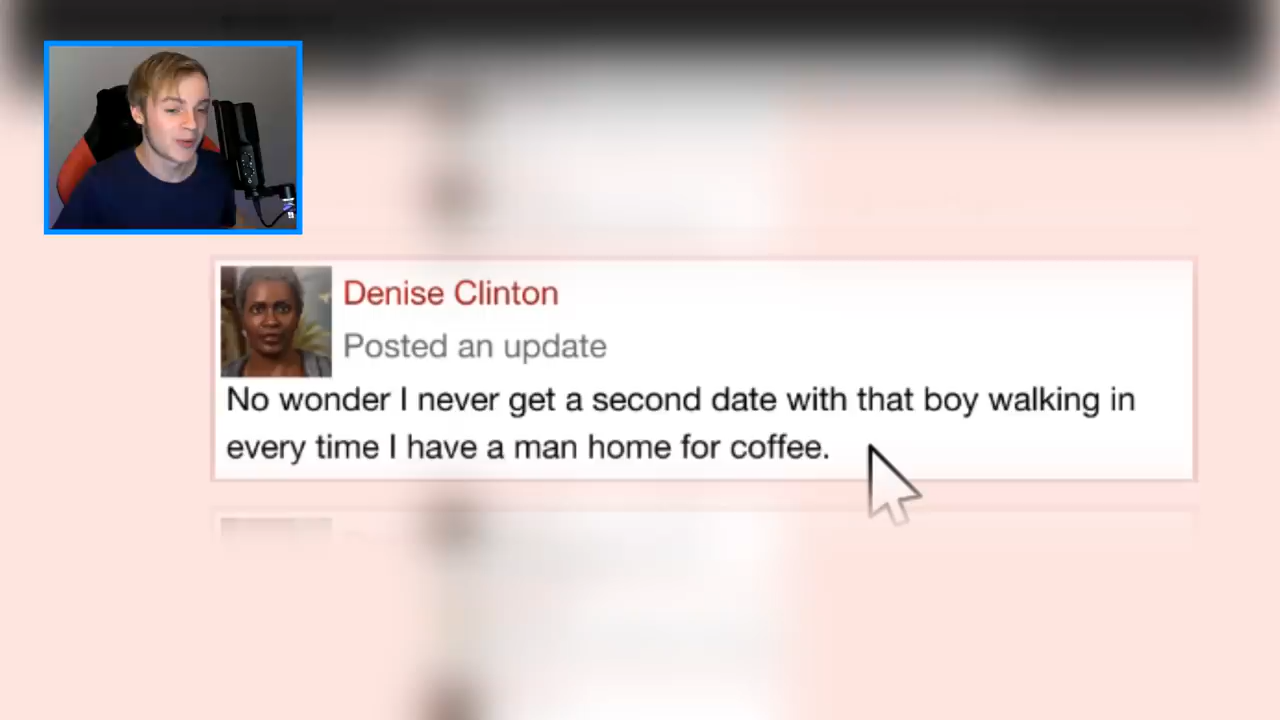 Denise Clinton
Posted an update
No wonder I never get a second date with that boy walking in
every time I have a man home for coffee.